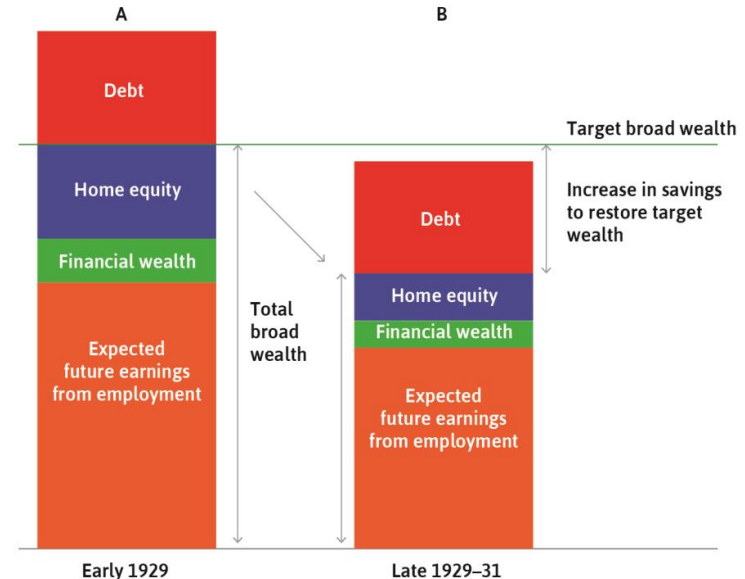 A
B
Debt
Target broad wealth
Home equity
Increase in savings
to restore target
wealth
Debt
Financial wealth
Total
broad
wealth
Home equity
Financial wealth
Expected
future earnings
from employment
Expected
future earnings
from employment
Early 1929
Late 1929–31